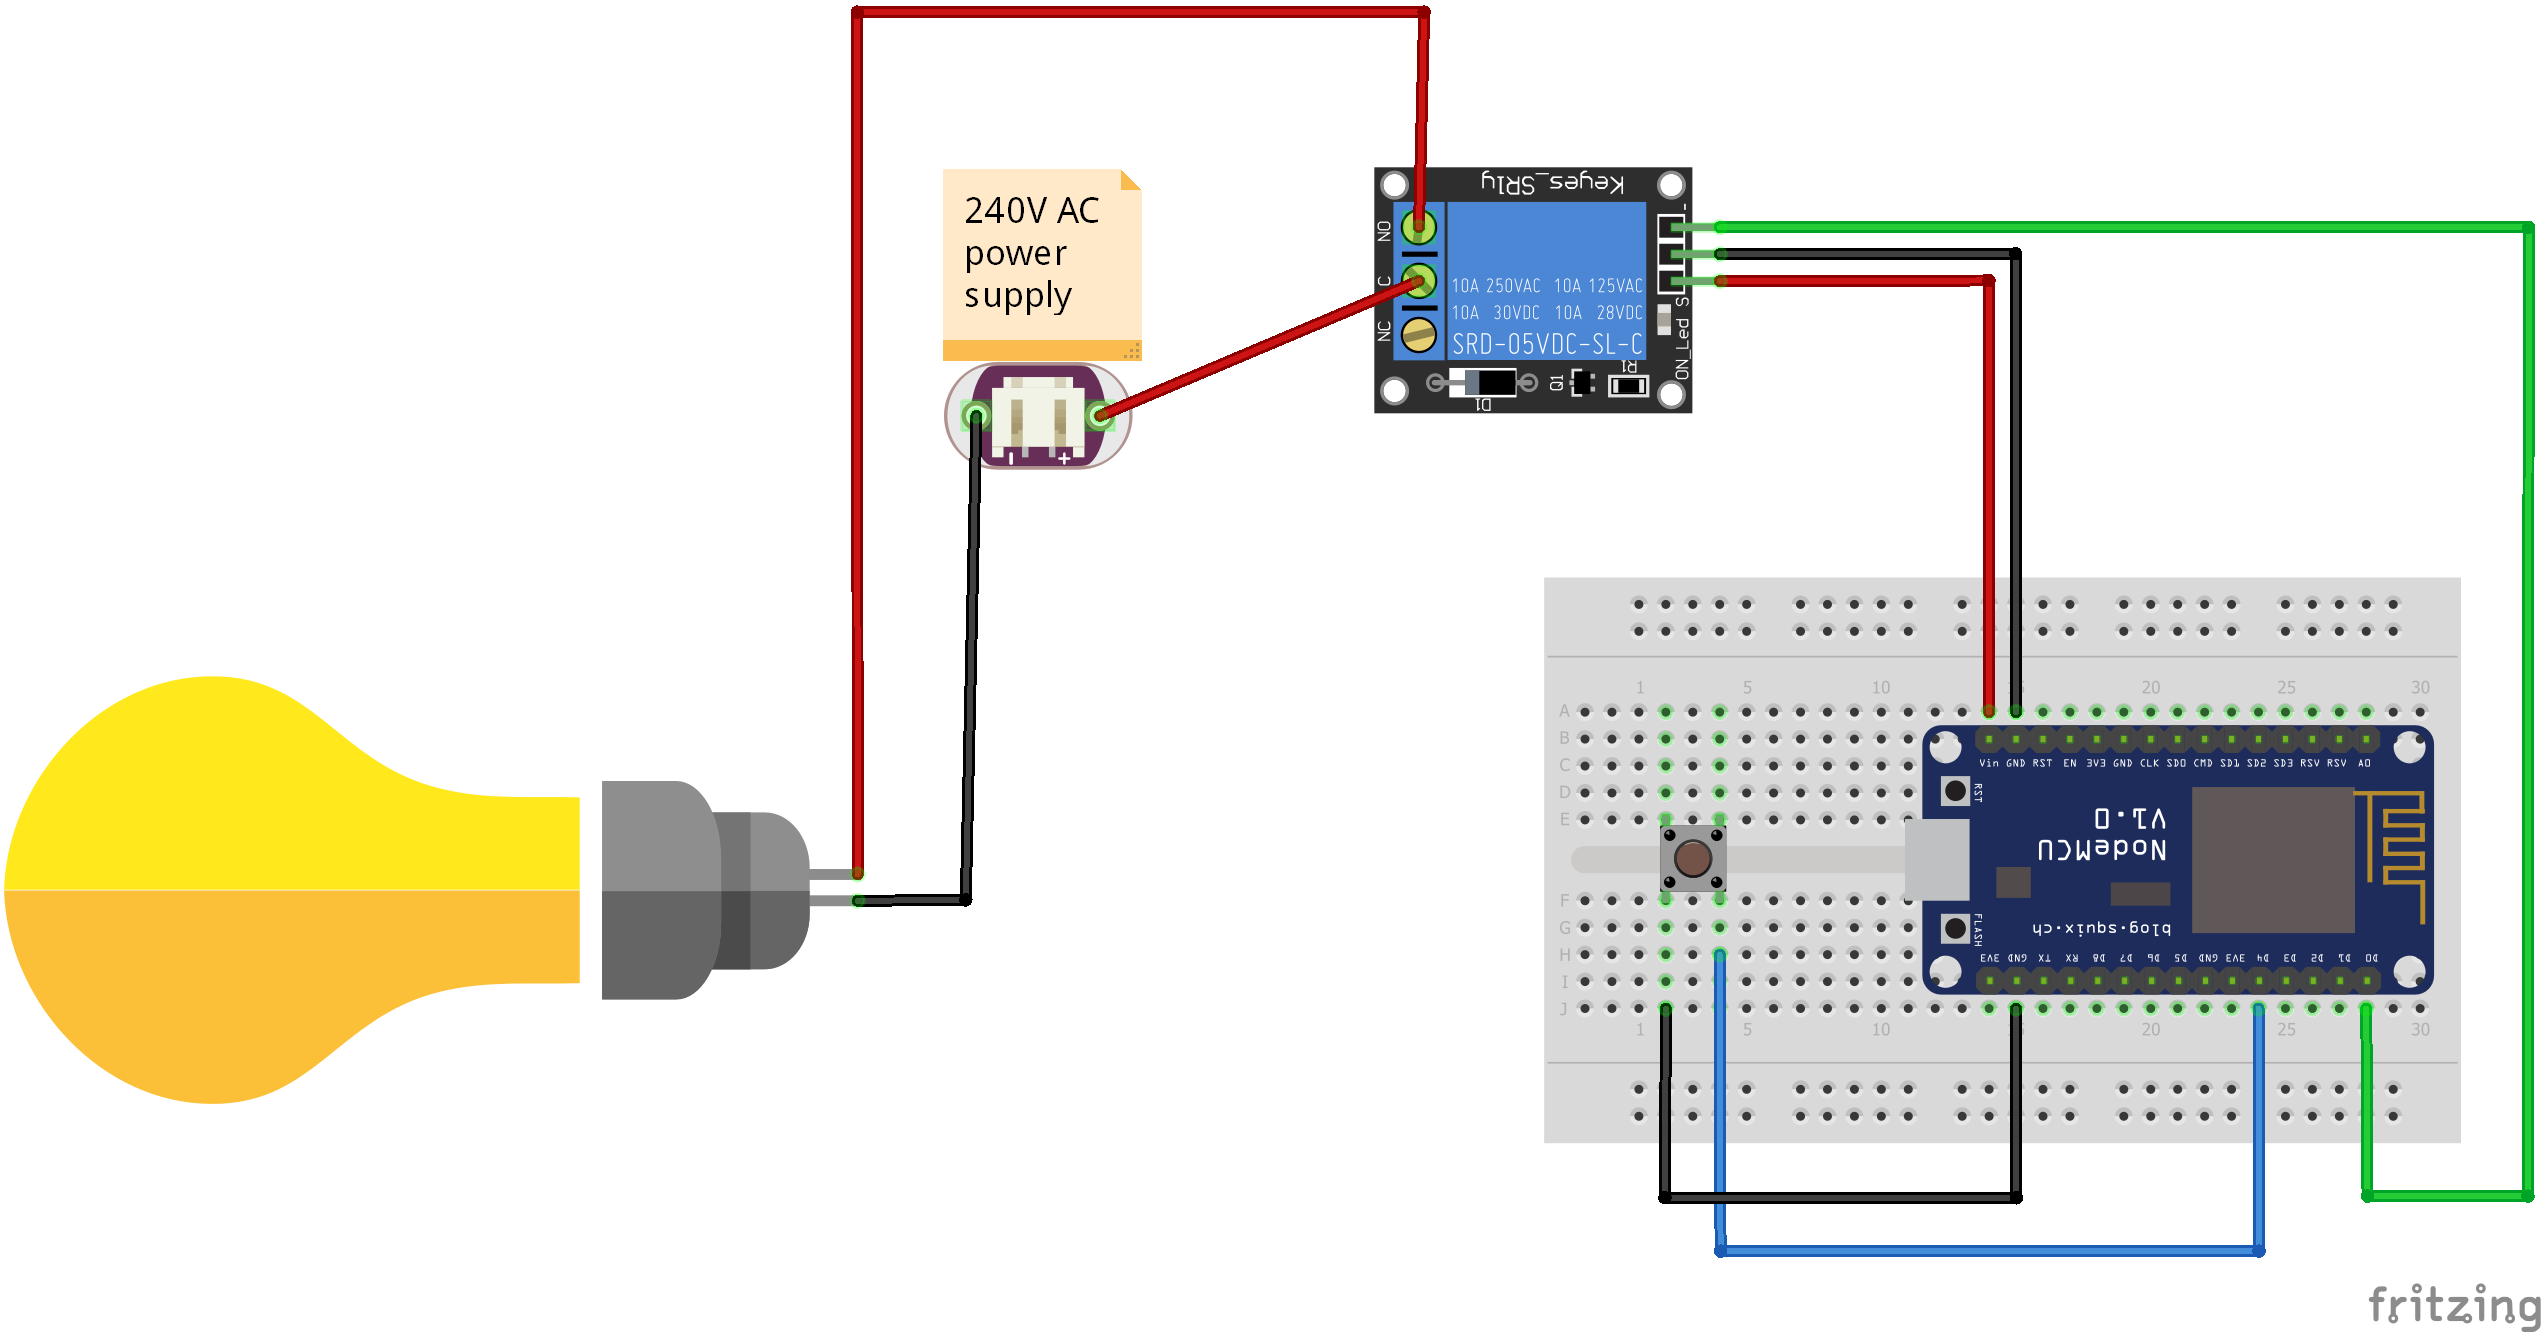 240V AC
power
supply
Keyes_SRly
NO
C
NC
-
S
10A 250VAC 10A 125VAC
10A 30VDC 10A 28VDC
SRD-05VDC-SL-C
ON_Led
D1
Q1
R1
- +
1 5 10 15 20 25 30
A
B
C
D
E
F
G
H
I
J
Vin GND RST EN 3V3 GND CLK SD0 CMD SD1 SD2 SD3 RSV RSV A0
RST
NodeMCU
V1.0
FLASH
blog.squix.ch
3V3 GND TX RX D8 D7 D6 D5 GND 3V3 D4 D3 D2 D1 D0
1 5 10 15 20 25 30
fritzing